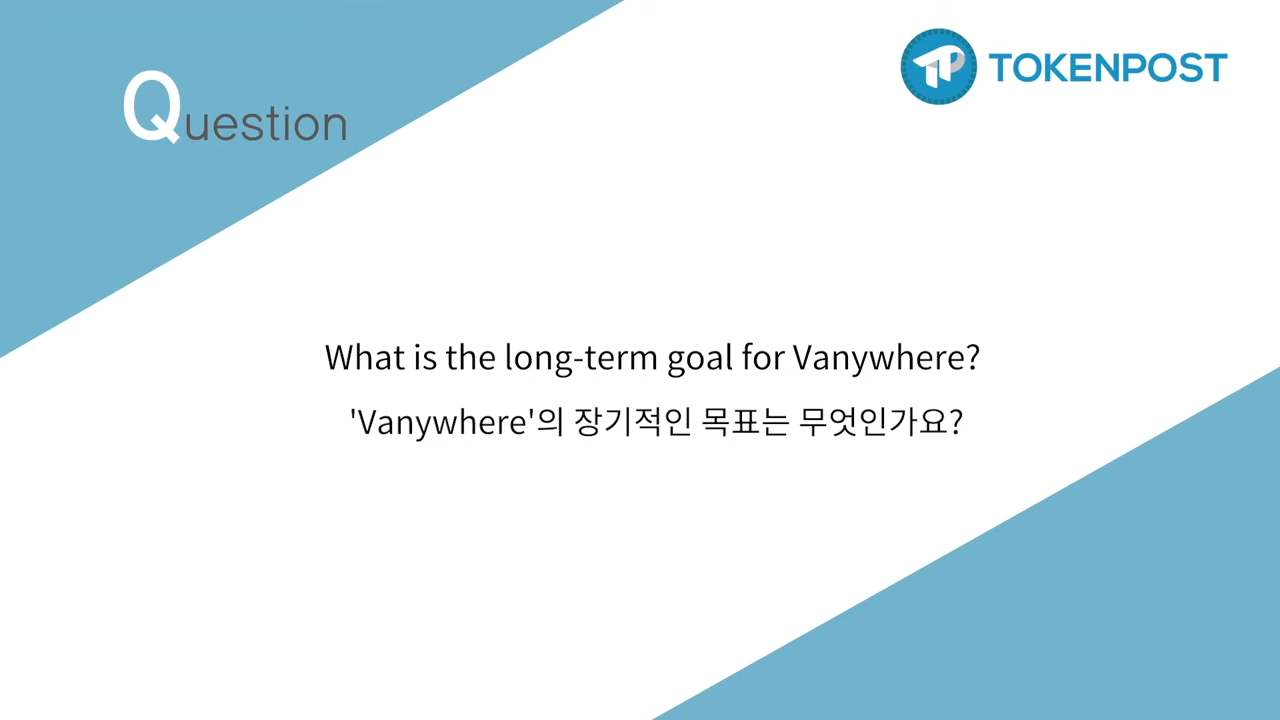 Question
TOKENPOST
What is the long-term goal for Vanywhere?
'Vanywhere'의 장기적인 목표는 무엇인가요?